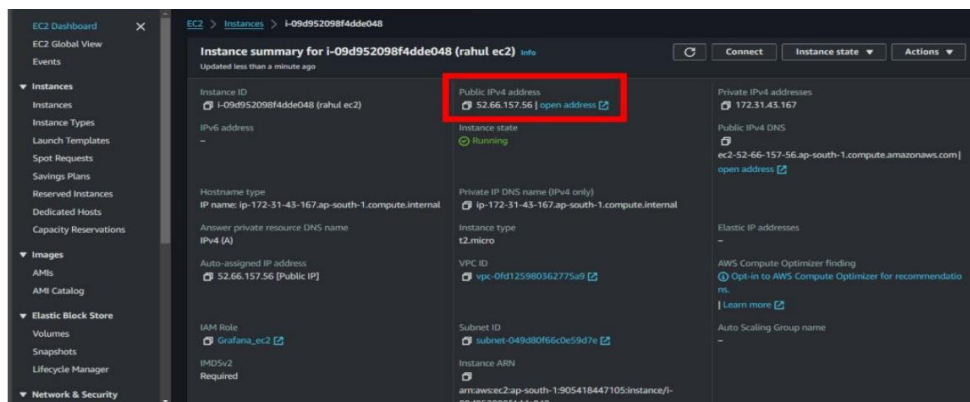 EC2 Dashboard
EC2 Global View
Events
Instances
Instances
Instance Types
Launch Templates
Spot Requests
Savings Plans
Reserved Instances
Dedicated Hosts
Capacity Reservations
Images
AMIs
AMI Catalog
Elastic Block Store
Volumes
Snapshots
Lifecycle Manager
Network & Security
EC2 > Instances > i-09d952098f4dde048
Instance summary for i-09d952098f4dde048 (rahul ec2) Info
Updated less than a minute ago
Connect Instance state Actions
Instance ID
i-09d952098f4dde048 (rahul ec2)
Public IPv4 address
52.66.157.56 | open address
Private IPv4 addresses
172.31.43.167
IPv6 address
–
Instance state
Running
Public IPv4 DNS
ec2-52-66-157-56.ap-south-1.compute.amazonaws.com |
open address
Hostname type
IP name: ip-172-31-43-167.ap-south-1.compute.internal
Private IP DNS name (IPv4 only)
ip-172-31-43-167.ap-south-1.compute.internal
Answer private resource DNS name
IPv4 (A)
Instance type
t2.micro
Elastic IP addresses
–
Auto-assigned IP address
52.66.157.56 [Public IP]
VPC ID
vpc-0fd125980362775a9
AWS Compute Optimizer finding
Opt-in to AWS Compute Optimizer for recommendatio
ns.
| Learn more
IAM Role
Grafana_ec2
Subnet ID
subnet-049d80f66c0e59d7e
Auto Scaling Group name
–
IMDSv2
Required
Instance ARN
arn:aws:ec2:ap-south-1:905418447105:instance/i-